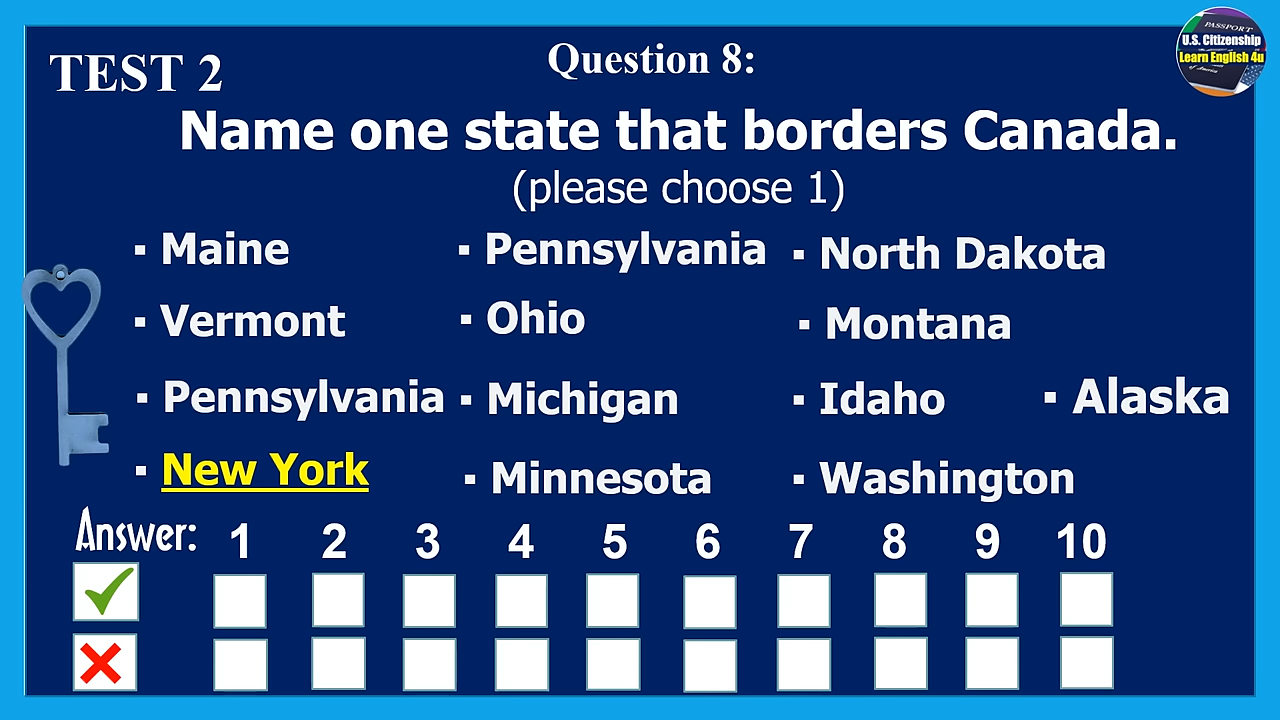 TEST 2
Question 8:
PASSPORT
U.S. Citizenship
Learn English 4u
of America
Name one state that borders Canada.
(please choose 1)
▪ Maine
▪ Vermont
▪ Pennsylvania
▪ New York
▪ Pennsylvania
▪ Ohio
▪ Michigan
▪ Minnesota
▪ North Dakota
▪ Montana
▪ Idaho
▪ Washington
▪ Alaska
Answer: 1 2 3 4 5 6 7 8 9 10